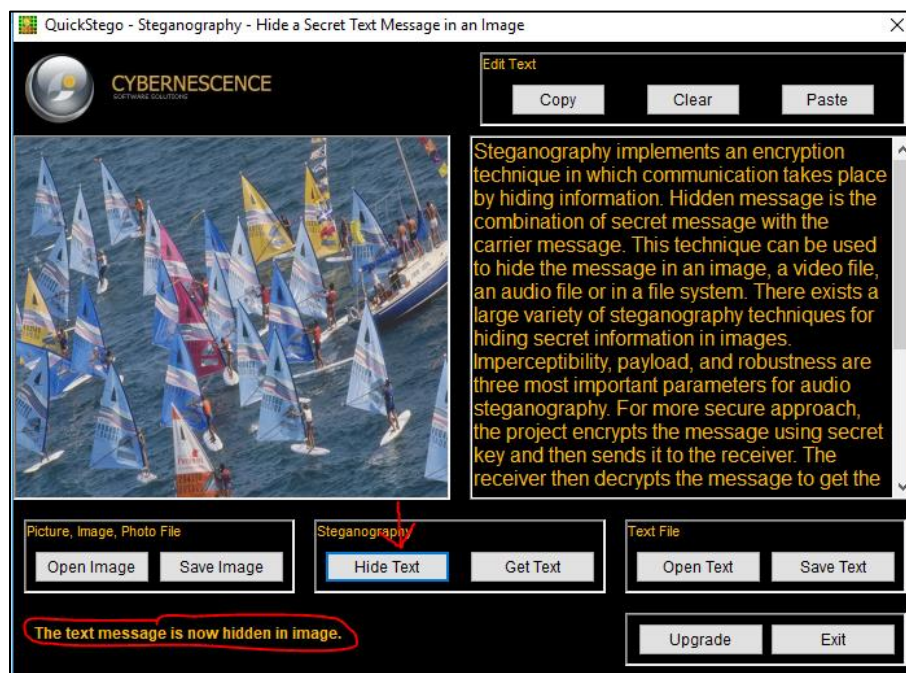 QuickStego - Steganography - Hide a Secret Text Message in an Image
CYBERNESCENCE
SOFTWARE SOLUTIONS
Edit Text
Copy
Clear
Paste
Steganography implements an encryption
technique in which communication takes place
by hiding information. Hidden message is the
combination of secret message with the
carrier message. This technique can be used
to hide the message in an image, a video file,
an audio file or in a file system. There exists a
large variety of steganography techniques for
hiding secret information in images.
Imperceptibility, payload, and robustness are
three most important parameters for audio
steganography. For more secure approach,
the project encrypts the message using secret
key and then sends it to the receiver. The
receiver then decrypts the message to get the
Picture, Image, Photo File
Open Image
Save Image
Steganography
Hide Text
Get Text
Text File
Open Text
Save Text
The text message is now hidden in image.
Upgrade
Exit